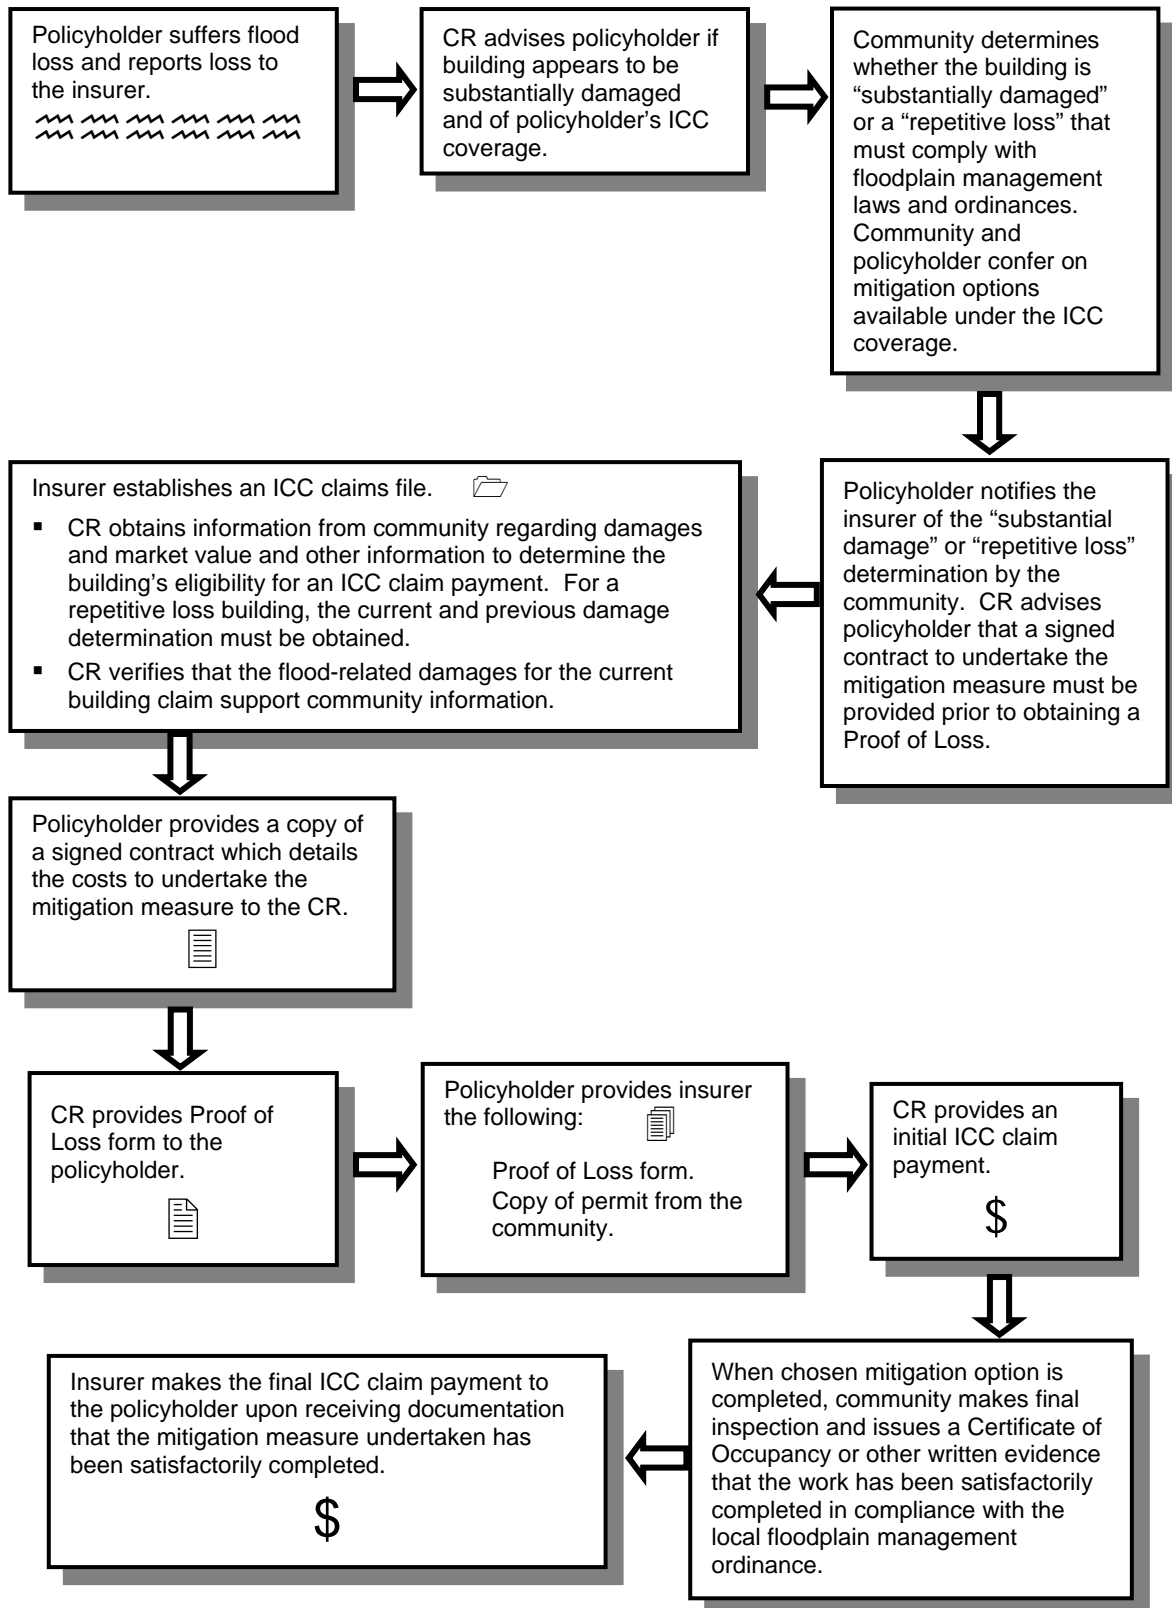 Policyholder suffers flood
loss and reports loss to
the insurer.
CR advises policyholder if
building appears to be
substantially damaged
and of policyholder’s ICC
coverage.
Community determines
whether the building is
“substantially damaged”
or a “repetitive loss” that
must comply with
floodplain management
laws and ordinances.
Community and
policyholder confer on
mitigation options
available under the ICC
coverage.
Policyholder notifies the
insurer of the “substantial
damage” or “repetitive loss”
determination by the
community.  CR advises
policyholder that a signed
contract to undertake the
mitigation measure must be
provided prior to obtaining a
Proof of Loss.
Insurer establishes an ICC claims file.
▪ CR obtains information from community regarding damages
and market value and other information to determine the
building’s eligibility for an ICC claim payment.  For a
repetitive loss building, the current and previous damage
determination must be obtained.
▪ CR verifies that the flood-related damages for the current
building claim support community information.
Policyholder provides a copy of
a signed contract which details
the costs to undertake the
mitigation measure to the CR.
CR provides Proof of
Loss form to the
policyholder.
Policyholder provides insurer
the following:
Proof of Loss form.
Copy of permit from the
community.
CR provides an
initial ICC claim
payment.
$
When chosen mitigation option is
completed, community makes final
inspection and issues a Certificate of
Occupancy or other written evidence
that the work has been satisfactorily
completed in compliance with the
local floodplain management
ordinance.
Insurer makes the final ICC claim payment to
the policyholder upon receiving documentation
that the mitigation measure undertaken has
been satisfactorily completed.
$